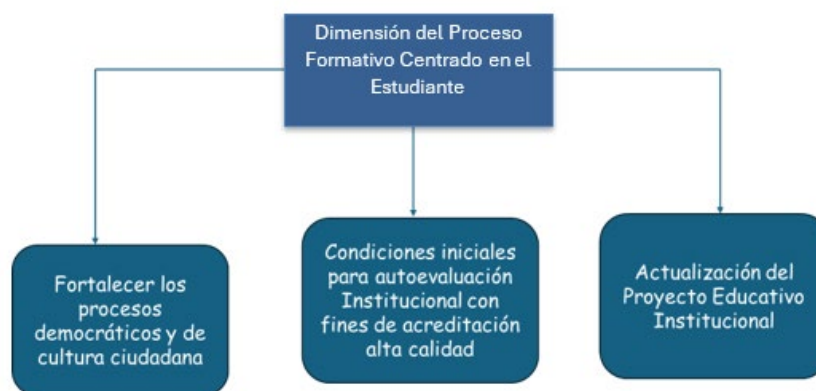 Dimensión del Proceso
Formativo Centrado en el
Estudiante
Fortalecer los
procesos
democráticos y de
cultura ciudadana
Condiciones iniciales
para autoevaluación
Institucional con
fines de acreditación
alta calidad
Actualización del
Proyecto Educativo
Institucional